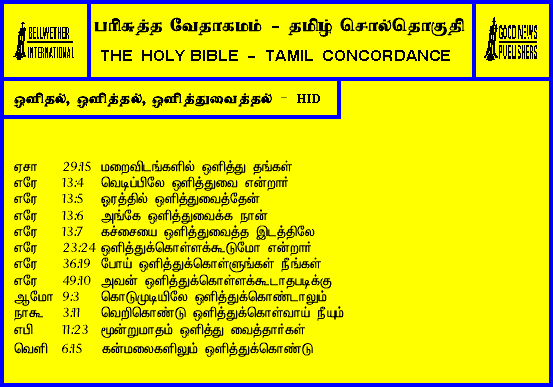 BELLWETHER
INTERNATIONAL
பரிசுத்த வேதாகமம் - தமிழ் சொல்தொகுதி
THE HOLY BIBLE - TAMIL CONCORDANCE
GOOD NEWS
PUBLISHERS
ஒளிதல், ஒளித்தல், ஒளித்துவைத்தல் - HID
ஏசா 29:15 மறைவிடங்களில் ஒளித்து தங்கள்
எரே 13:4 வெடிப்பிலே ஒளித்துவை என்றார்
எரே 13:5 ஓரத்தில் ஒளித்துவைத்தேன்
எரே 13:6 அங்கே ஒளித்துவைக்க நான்
எரே 13:7 கச்சையை ஒளித்துவைத்த இடத்திலே
எரே 23:24 ஒளித்துக்கொள்ளக்கூடுமோ என்றார்
எரே 36:19 போய் ஒளித்துக்கொள்ளுங்கள் நீங்கள்
எரே 49:10 அவன் ஒளித்துக்கொள்ளக்கூடாதபடிக்கு
ஆமோ 9:3 கொடுமுடியிலே ஒளித்துக்கொண்டாலும்
நாகூ 3:11 வெறிகொண்டு ஒளித்துக்கொள்வாய் நீயும்
எபி 11:23 மூன்றுமாதம் ஒளித்து வைத்தார்கள்
வெளி 6:15 கன்மலைகளிலும் ஒளித்துக்கொண்டு